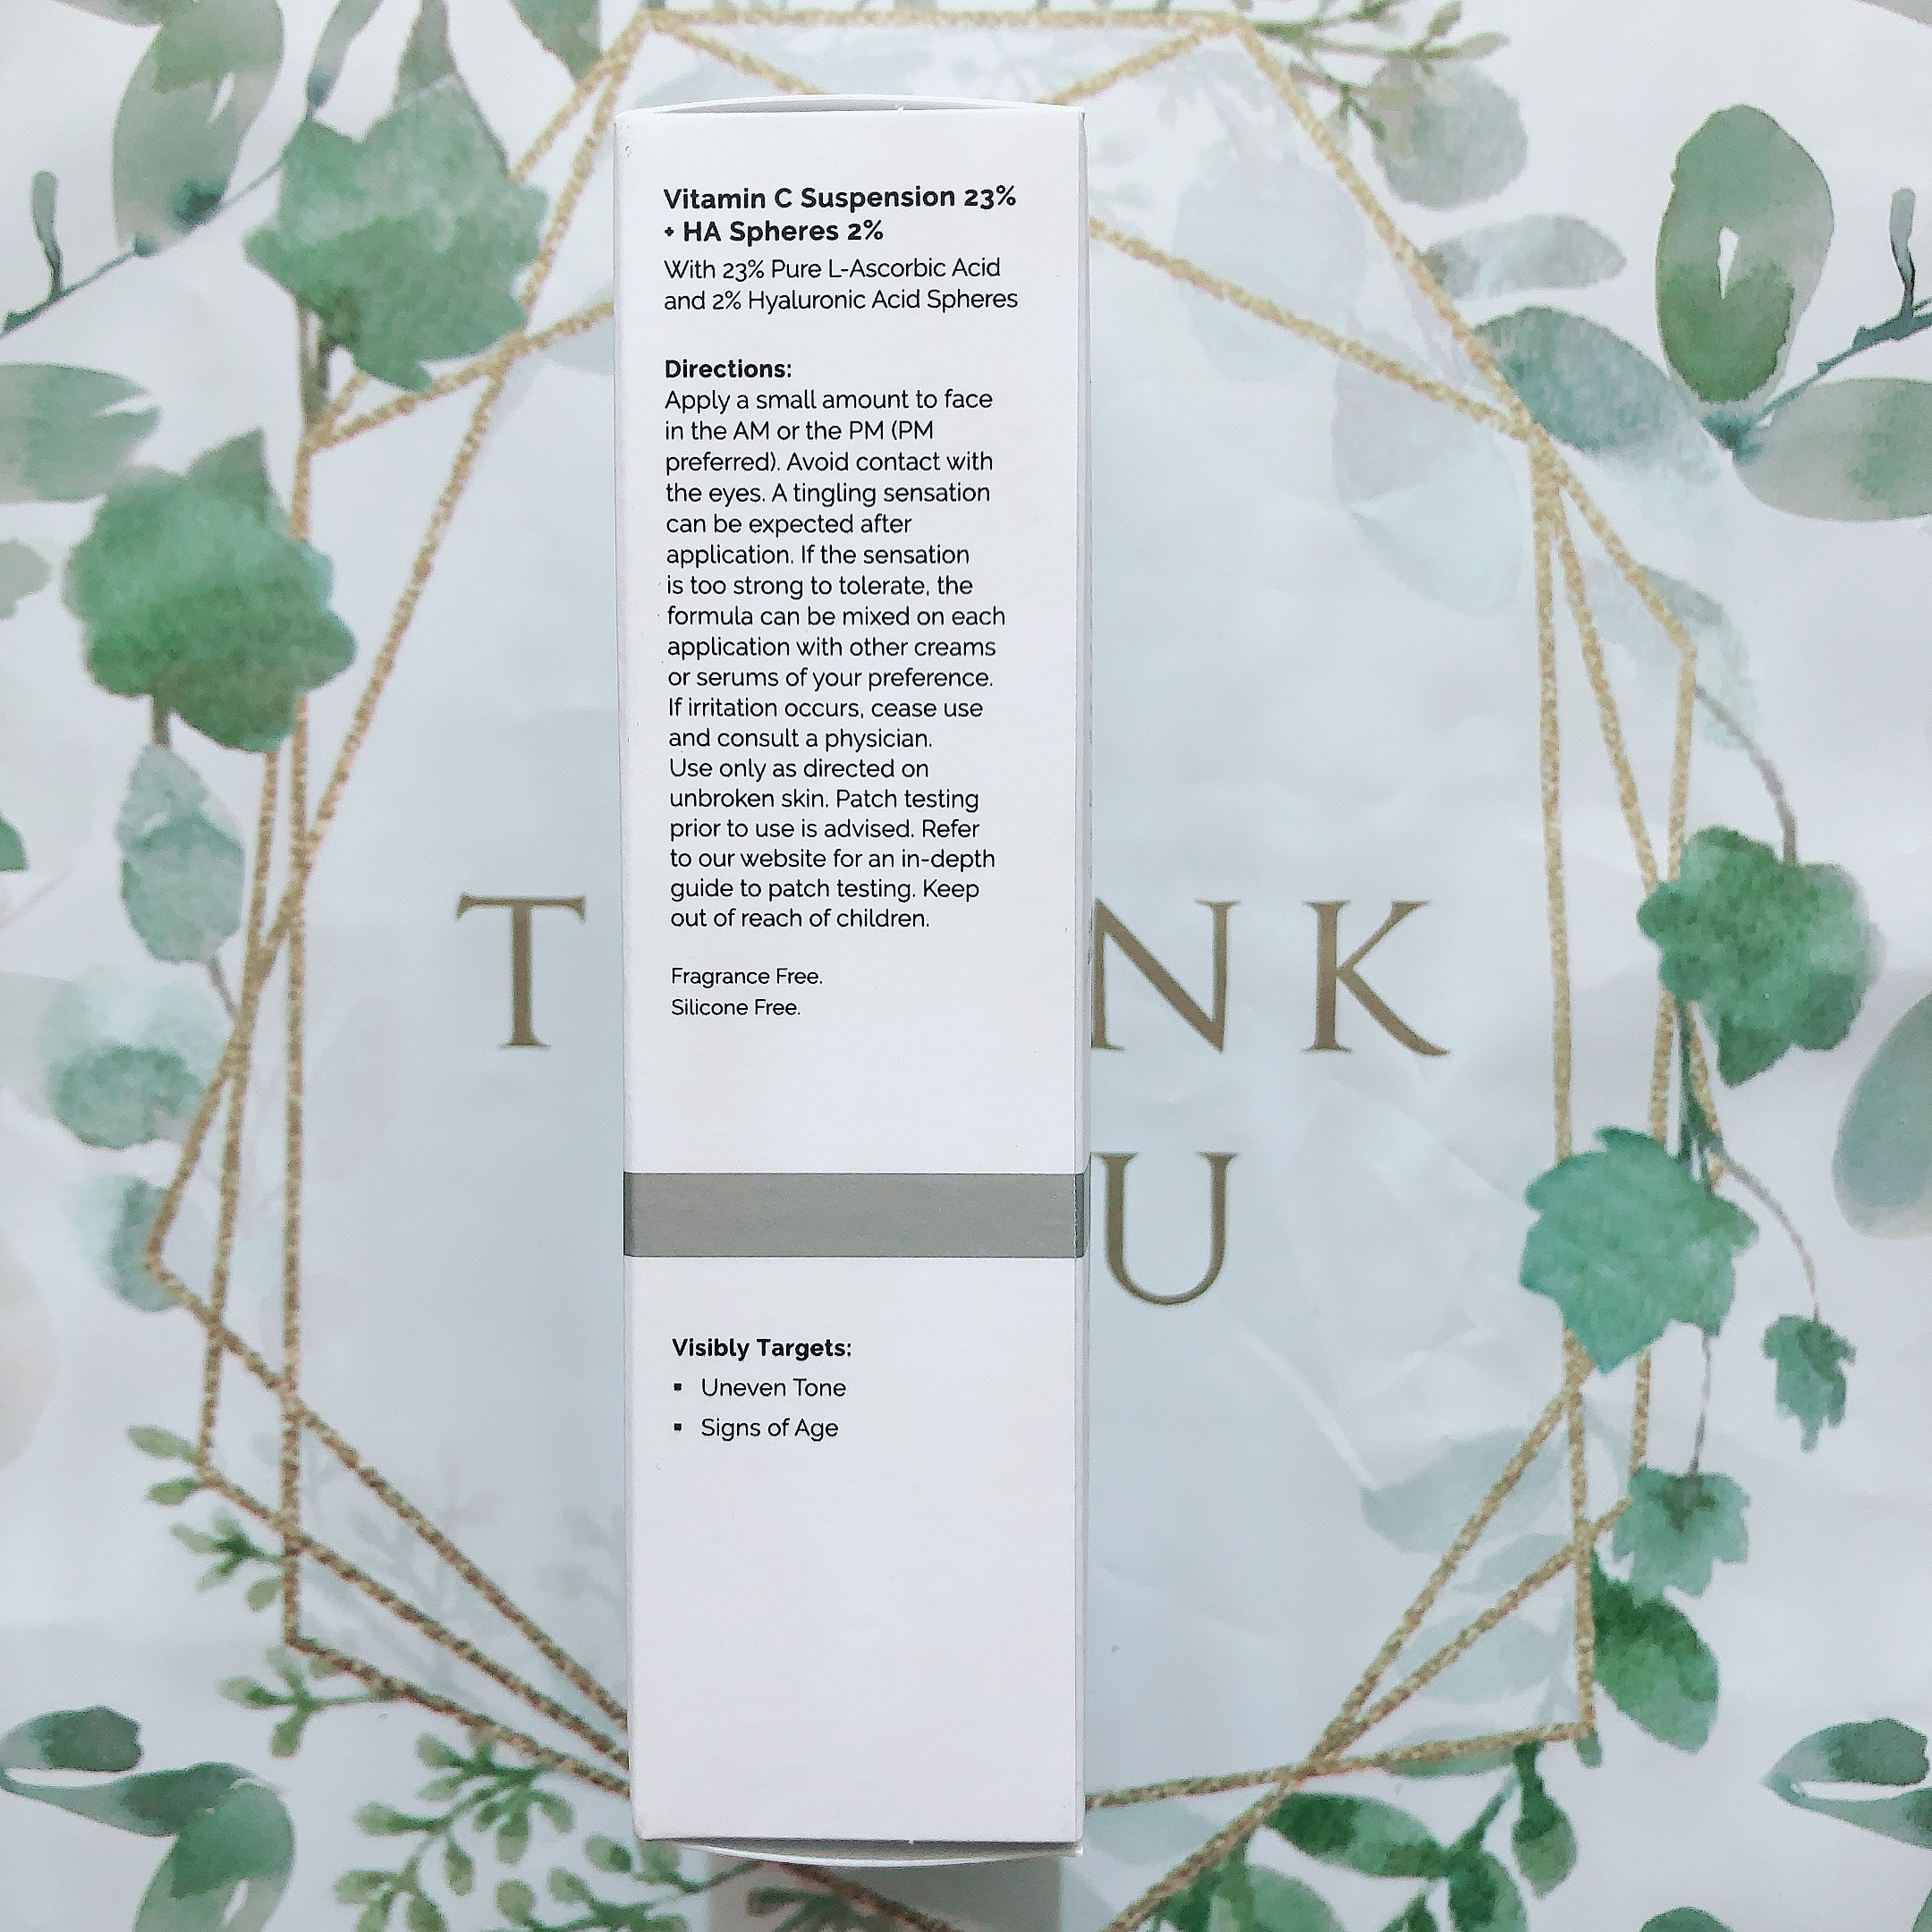 Vitamin C Suspension 23%
+ HA Spheres 2%
With 23% Pure L-Ascorbic Acid
and 2% Hyaluronic Acid Spheres
Directions:
Apply a small amount to face
in the AM or the PM (PM
preferred). Avoid contact with
the eyes. A tingling sensation
can be expected after
application. If the sensation
is too strong to tolerate, the
formula can be mixed on each
application with other creams
or serums of your preference.
If irritation occurs, cease use
and consult a physician.
Use only as directed on
unbroken skin. Patch testing
prior to use is advised. Refer
to our website for an in-depth
guide to patch testing. Keep
out of reach of children.
Fragrance Free.
Silicone Free.
Visibly Targets:
▪ Uneven Tone
▪ Signs of Age
T NK
U